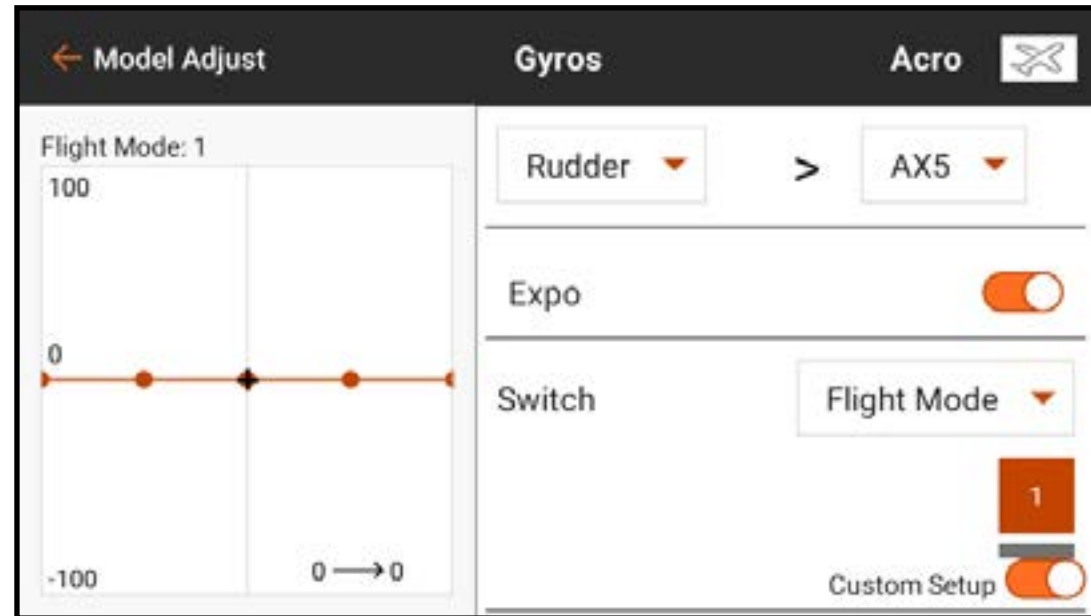 ← Model Adjust Gyros Acro
Flight Mode: 1
100
0
-100
0 → 0
Rudder > AX5
Expo
Switch Flight Mode
1
Custom Setup